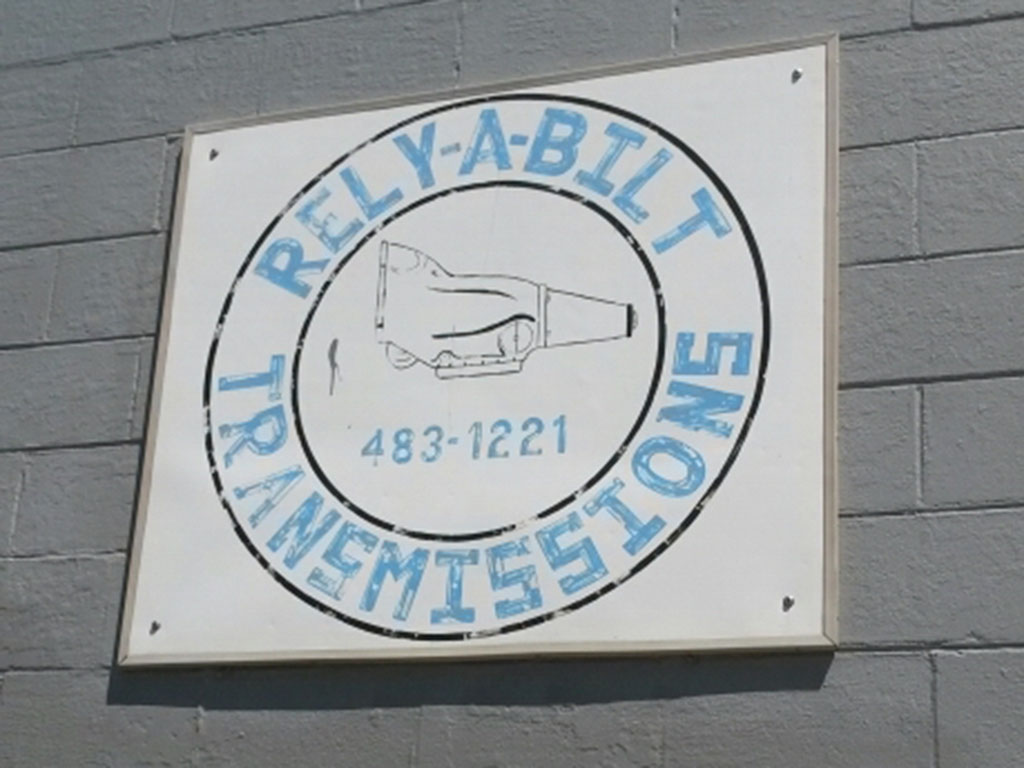 RELY-A-BILT
TRANSMISSIONS
483-1221